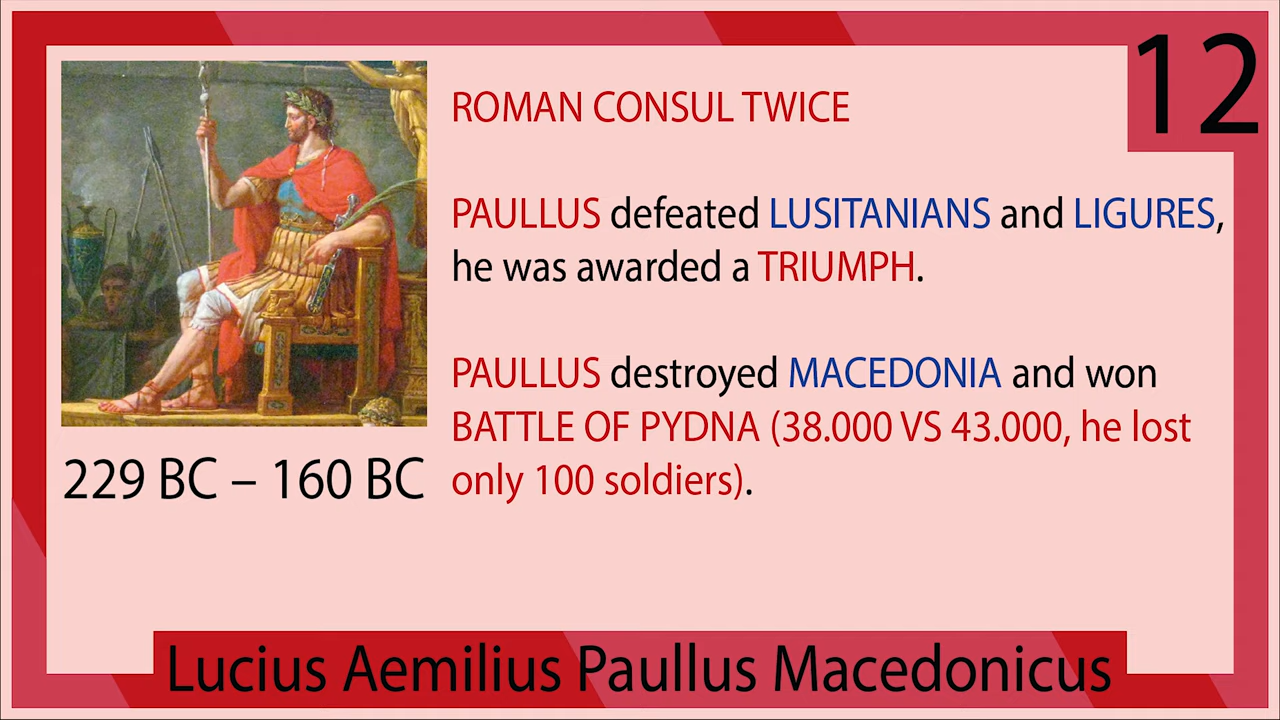 12
ROMAN CONSUL TWICE
PAULLUS defeated LUSITANIANS and LIGURES,
he was awarded a TRIUMPH.
PAULLUS destroyed MACEDONIA and won
BATTLE OF PYDNA (38.000 VS 43.000, he lost
only 100 soldiers).
229 BC – 160 BC
Lucius Aemilius Paullus Macedonicus